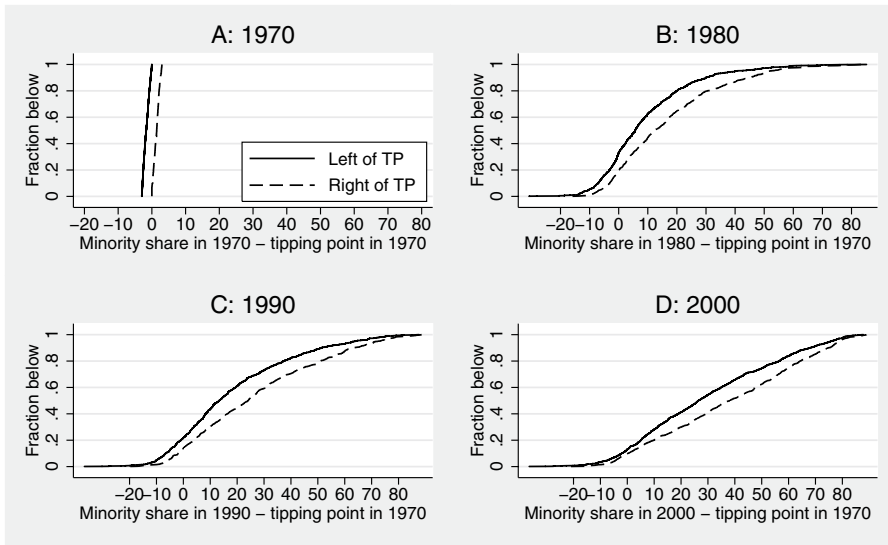 A: 1970
Fraction below
0 .2 .4 .6 .8 1
Left of TP
Right of TP
−20 −10 0 10 20 30 40 50 60 70 80
Minority share in 1970 − tipping point in 1970
B: 1980
Fraction below
0 .2 .4 .6 .8 1
−20 −10 0 10 20 30 40 50 60 70 80
Minority share in 1980 − tipping point in 1970
C: 1990
Fraction below
0 .2 .4 .6 .8 1
−20 −10 0 10 20 30 40 50 60 70 80
Minority share in 1990 − tipping point in 1970
D: 2000
Fraction below
0 .2 .4 .6 .8 1
−20 −10 0 10 20 30 40 50 60 70 80
Minority share in 2000 − tipping point in 1970